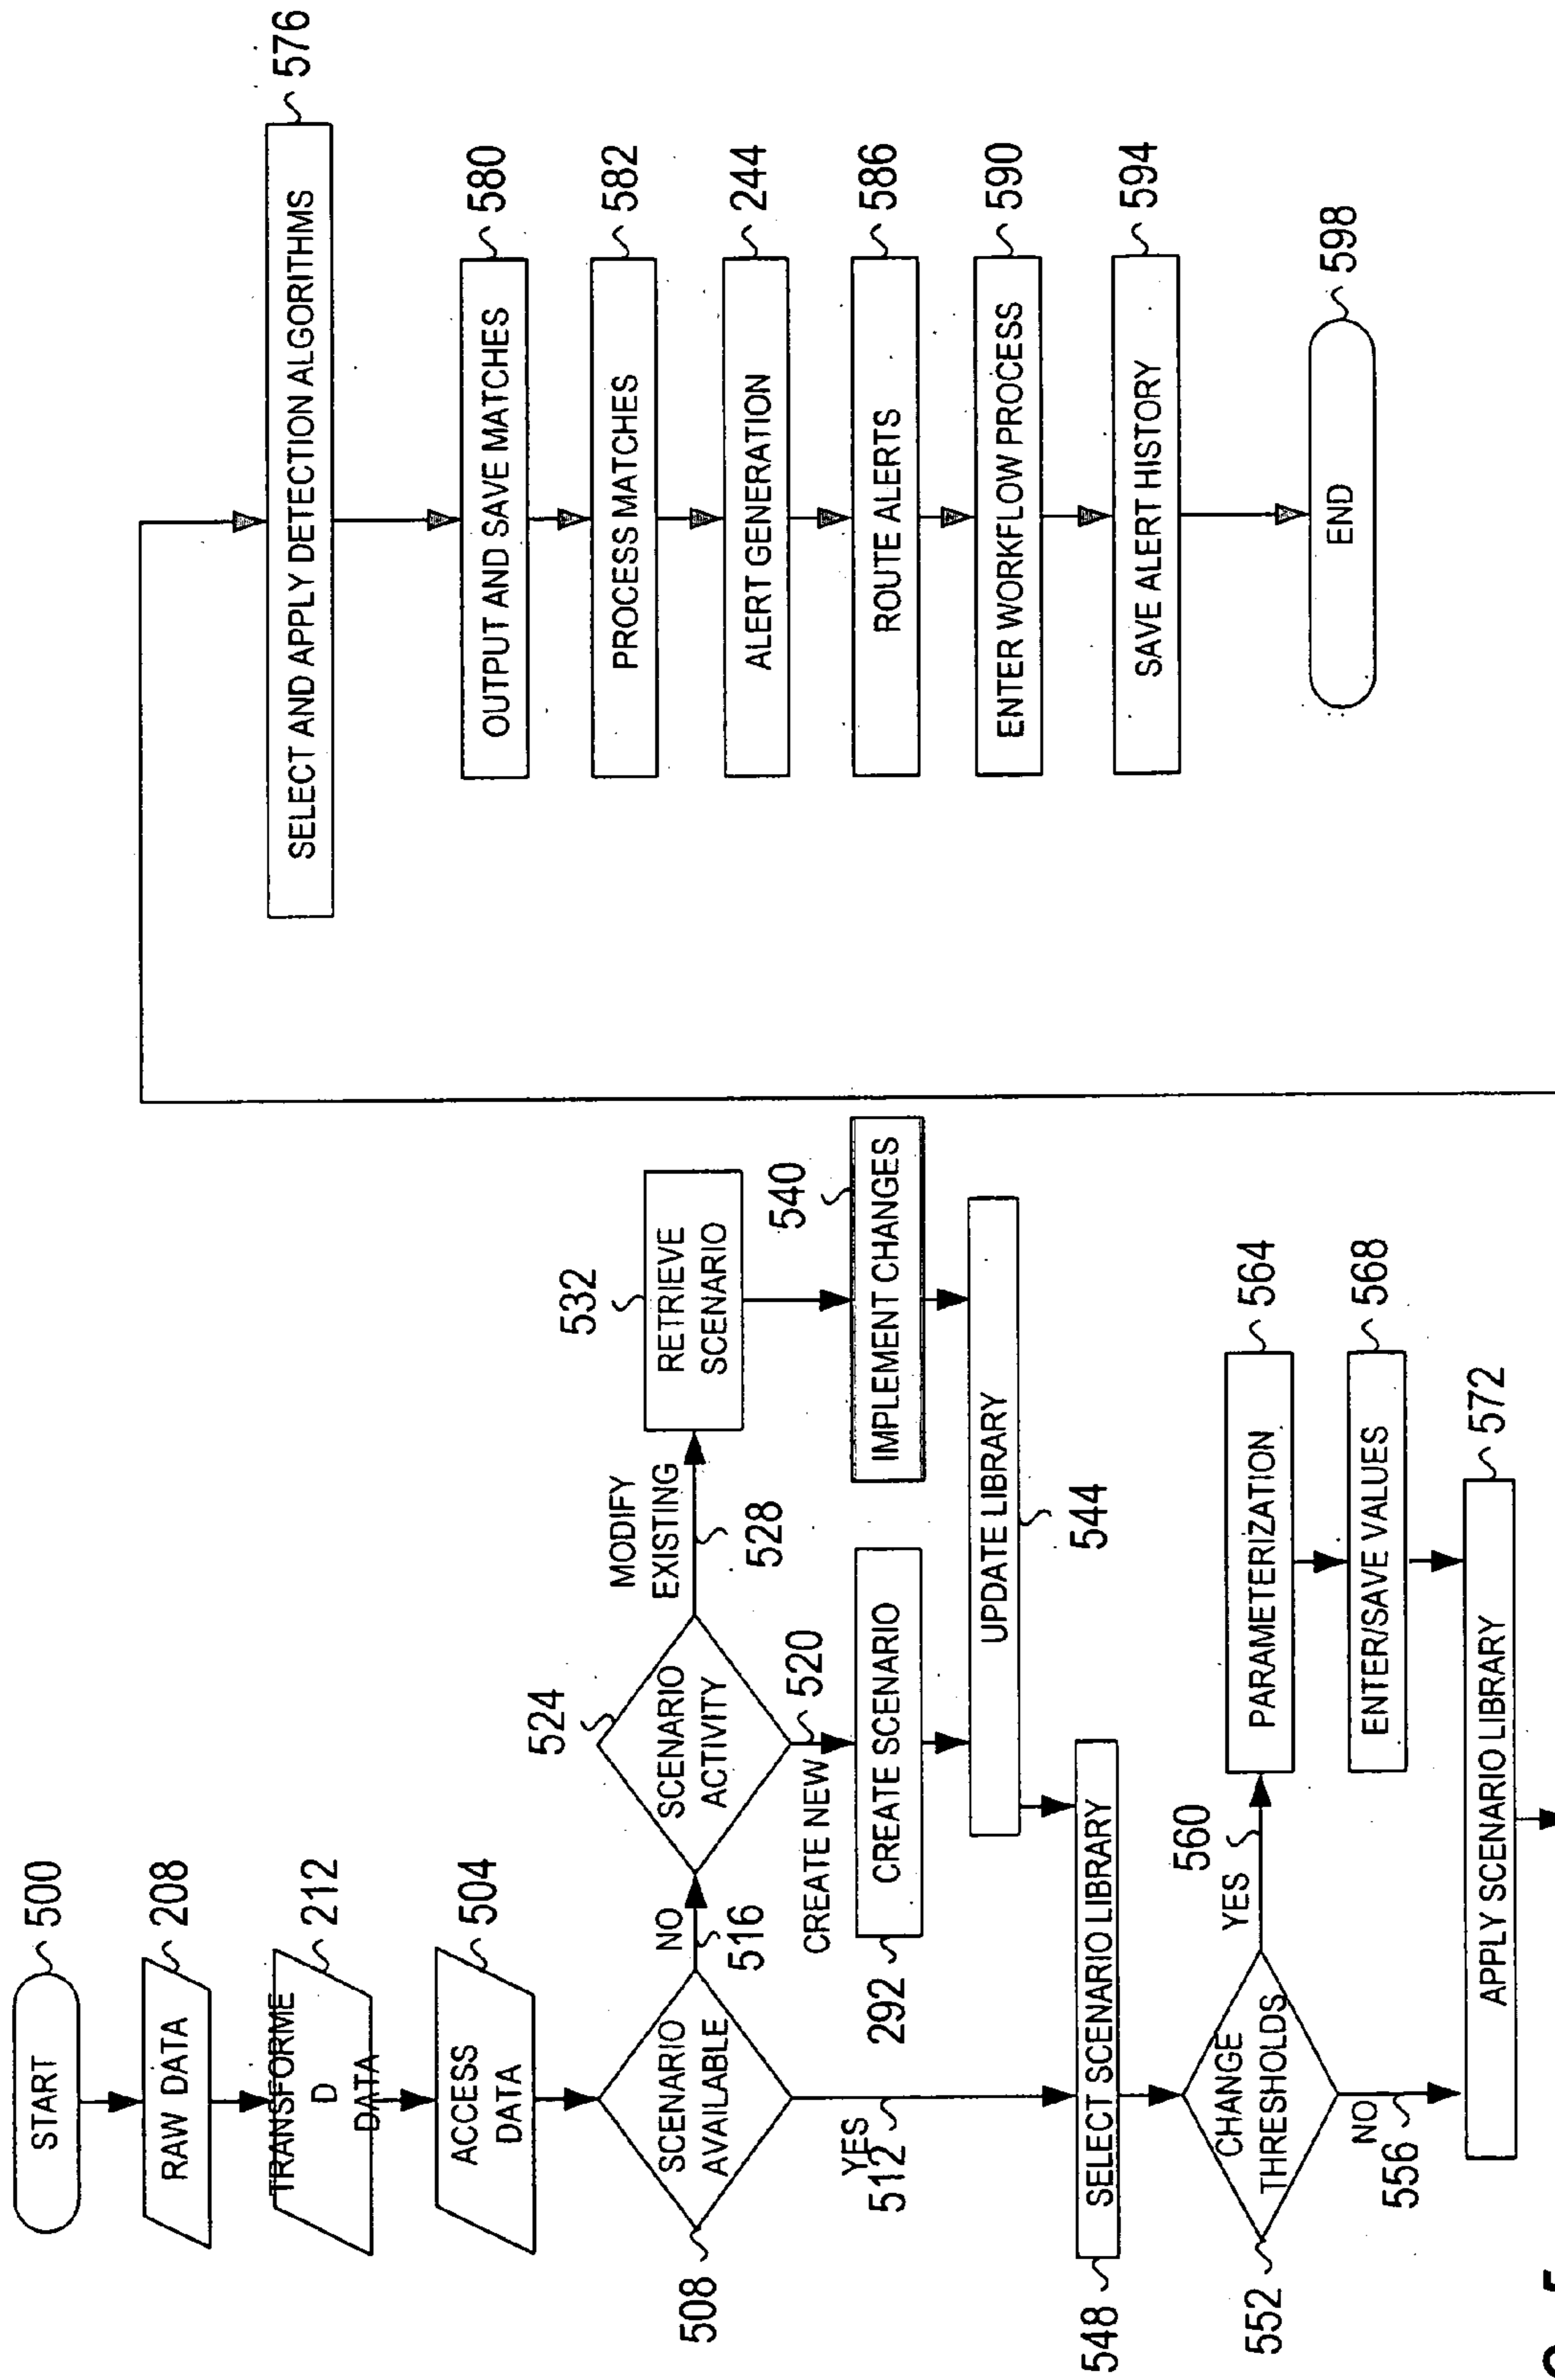 START
500
RAW DATA
208
TRANSFORME
D
DATA
212
ACCESS
DATA
504
SCENARIO
AVAILABLE
508
NO
516
YES
512
SCENARIO
ACTIVITY
524
MODIFY
EXISTING
528
RETRIEVE
SCENARIO
532
CREATE NEW
520
CREATE SCENARIO
292
IMPLEMENT CHANGES
540
UPDATE LIBRARY
544
SELECT SCENARIO LIBRARY
548
CHANGE
THRESHOLDS
552
YES
560
NO
556
PARAMETERIZATION
564
ENTER/SAVE VALUES
568
APPLY SCENARIO LIBRARY
572
SELECT AND APPLY DETECTION ALGORITHMS
576
OUTPUT AND SAVE MATCHES
580
PROCESS MATCHES
582
ALERT GENERATION
244
ROUTE ALERTS
586
ENTER WORKFLOW PROCESS
590
SAVE ALERT HISTORY
594
END
598